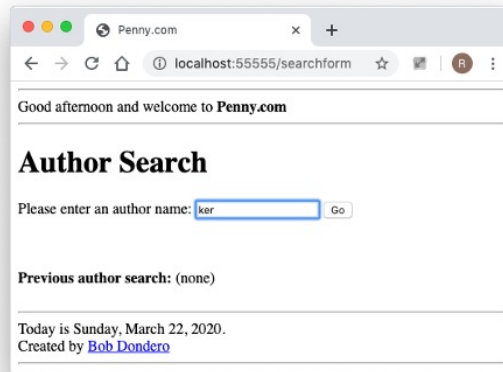 Penny.com
localhost:55555/searchform
R
Good afternoon and welcome to Penny.com
Author Search
Please enter an author name: ker Go
Previous author search: (none)
Today is Sunday, March 22, 2020.
Created by Bob Dondero